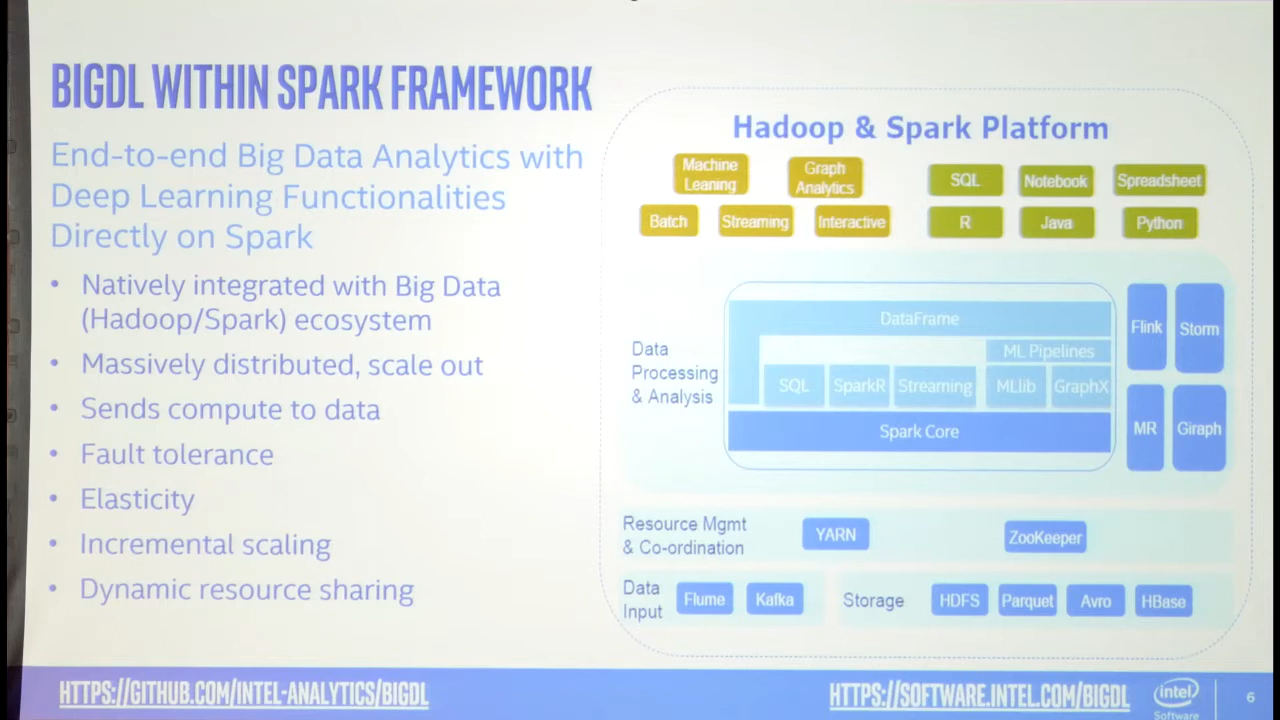 BIGDL WITHIN SPARK FRAMEWORK
End-to-end Big Data Analytics with
Deep Learning Functionalities
Directly on Spark
• Natively integrated with Big Data
(Hadoop/Spark) ecosystem
• Massively distributed, scale out
• Sends compute to data
• Fault tolerance
• Elasticity
• Incremental scaling
• Dynamic resource sharing
Hadoop & Spark Platform
Machine
Leaning
Graph
Analytics
SQL
Notebook
Spreadsheet
Batch
Streaming
Interactive
R
Java
Python
Data
Processing
& Analysis
DataFrame
ML Pipelines
SQL
SparkR
Streaming
MLlib
GraphX
Spark Core
Flink
Storm
MR
Giraph
Resource Mgmt
& Co-ordination
YARN
ZooKeeper
Data
Input
Flume
Kafka
Storage
HDFS
Parquet
Avro
HBase
HTTPS://GITHUB.COM/INTEL-ANALYTICS/BIGDL
HTTPS://SOFTWARE.INTEL.COM/BIGDL
intel
Software
6